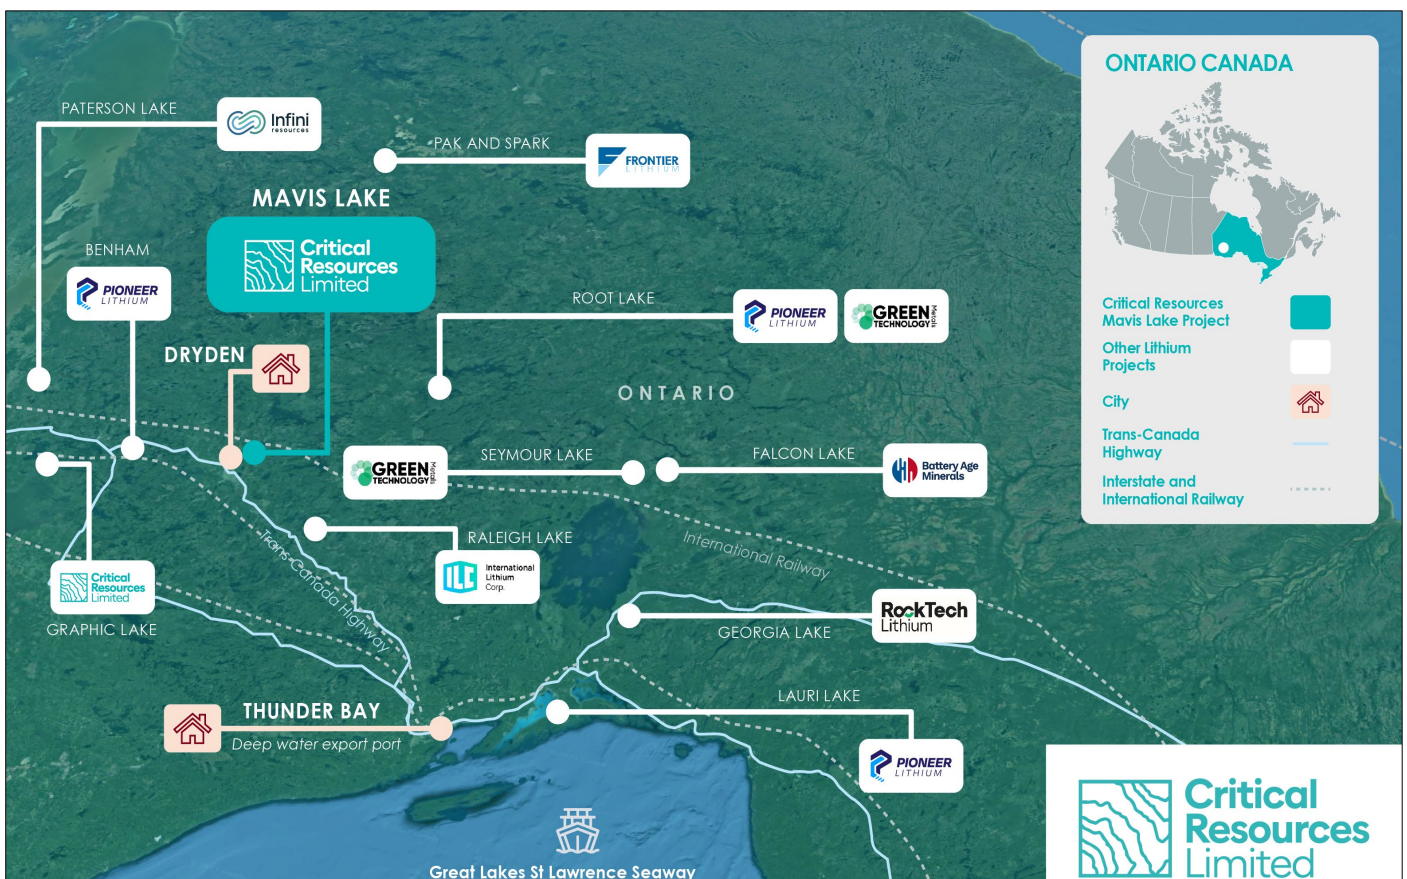 ONTARIO CANADA
PATERSON LAKE
Infini
resources
PAK AND SPARK
FRONTIER
LITHIUM
MAVIS LAKE
Critical
Resources
Limited
BENHAM
PIONEER
LITHIUM
ROOT LAKE
PIONEER
LITHIUM
GREEN
TECHNOLOGY
Metals
DRYDEN
ONTARIO
Critical Resources
Mavis Lake Project
Other Lithium
Projects
City
Trans-Canada
Highway
Interstate and
International Railway
GREEN
TECHNOLOGY
Metals
SEYMOUR LAKE
FALCON LAKE
Battery Age
Minerals
Trans-Canada Highway
RALEIGH LAKE
International
Lithium
Corp.
ILC
International Railway
Critical
Resources
Limited
GRAPHIC LAKE
RockTech
Lithium
GEORGIA LAKE
THUNDER BAY
Deep water export port
LAURI LAKE
PIONEER
LITHIUM
Great Lakes St Lawrence Seaway
Critical
Resources
Limited